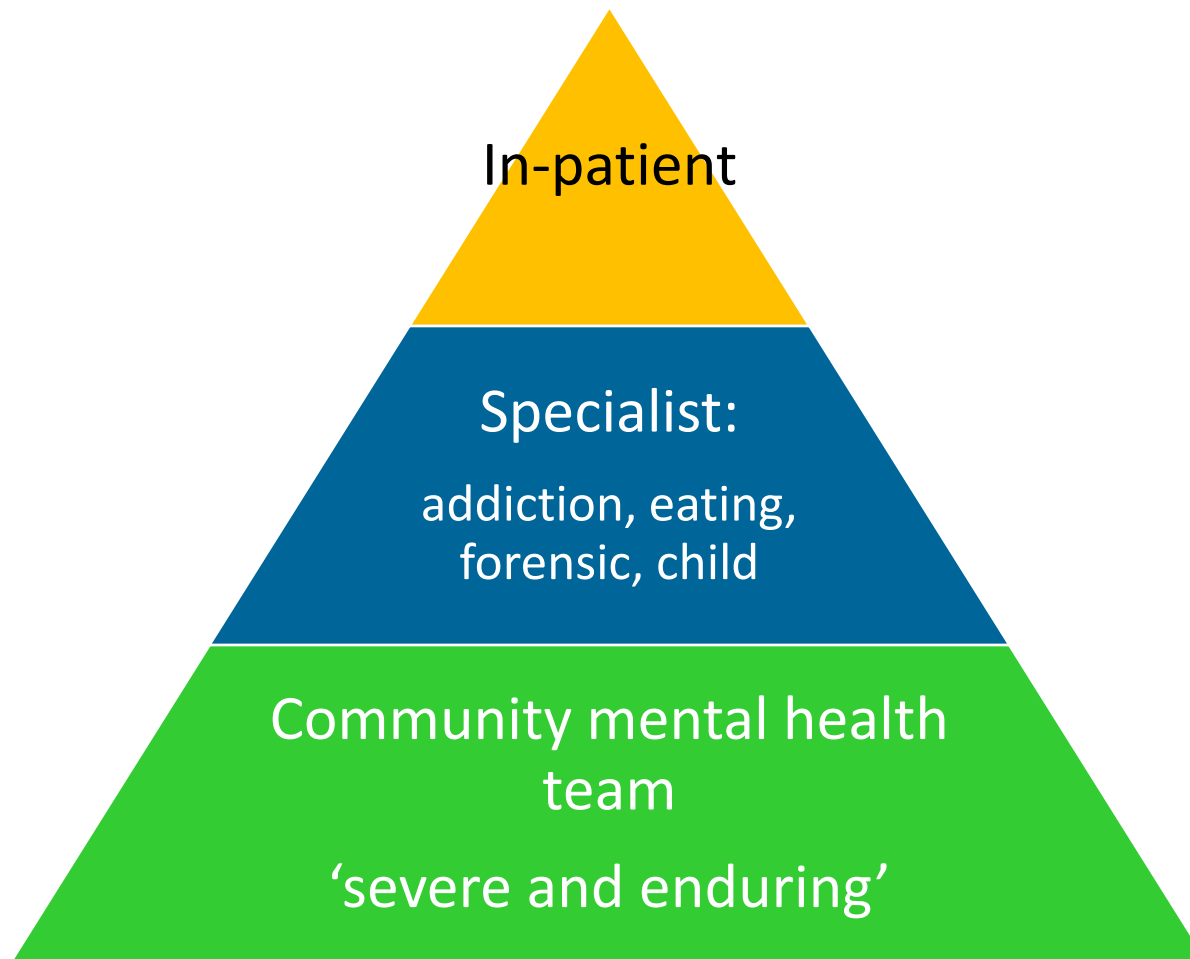 In-patient
Specialist:
addiction, eating,
forensic, child
Community mental health
team
‘severe and enduring’